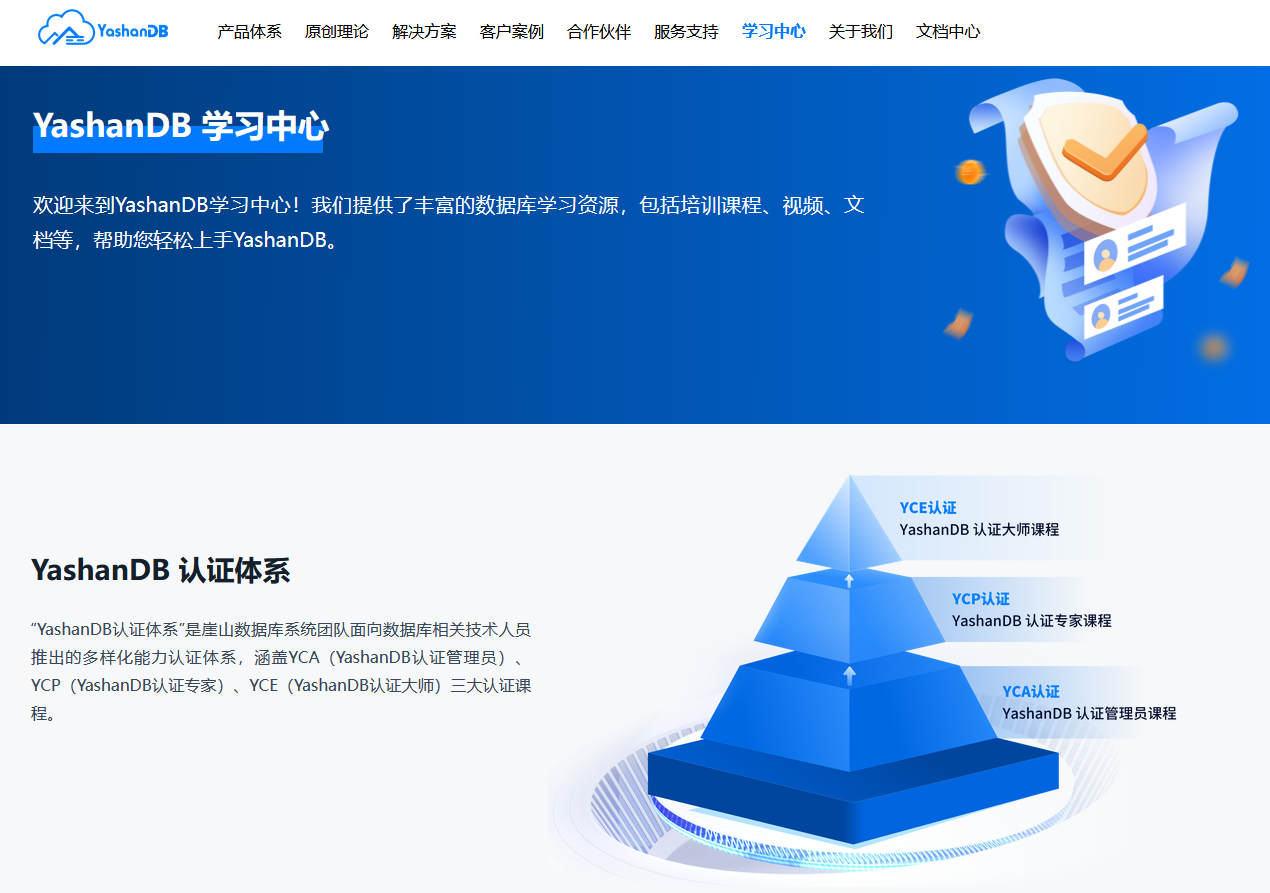 YashanDB
产品体系 原创理论 解决方案 客户案例 合作伙伴 服务支持 学习中心 关于我们 文档中心
YashanDB 学习中心
欢迎来到YashanDB学习中心！我们提供了丰富的数据库学习资源，包括培训课程、视频、文
档等，帮助您轻松上手YashanDB。
YashanDB 认证体系
“YashanDB认证体系”是崖山数据库系统团队面向数据库相关技术人员
推出的多样化能力认证体系，涵盖YCA（YashanDB认证管理员）、
YCP（YashanDB认证专家）、YCE（YashanDB认证大师）三大认证课
程。
YCE认证
YashanDB 认证大师课程
YCP认证
YashanDB 认证专家课程
YCA认证
YashanDB 认证管理员课程